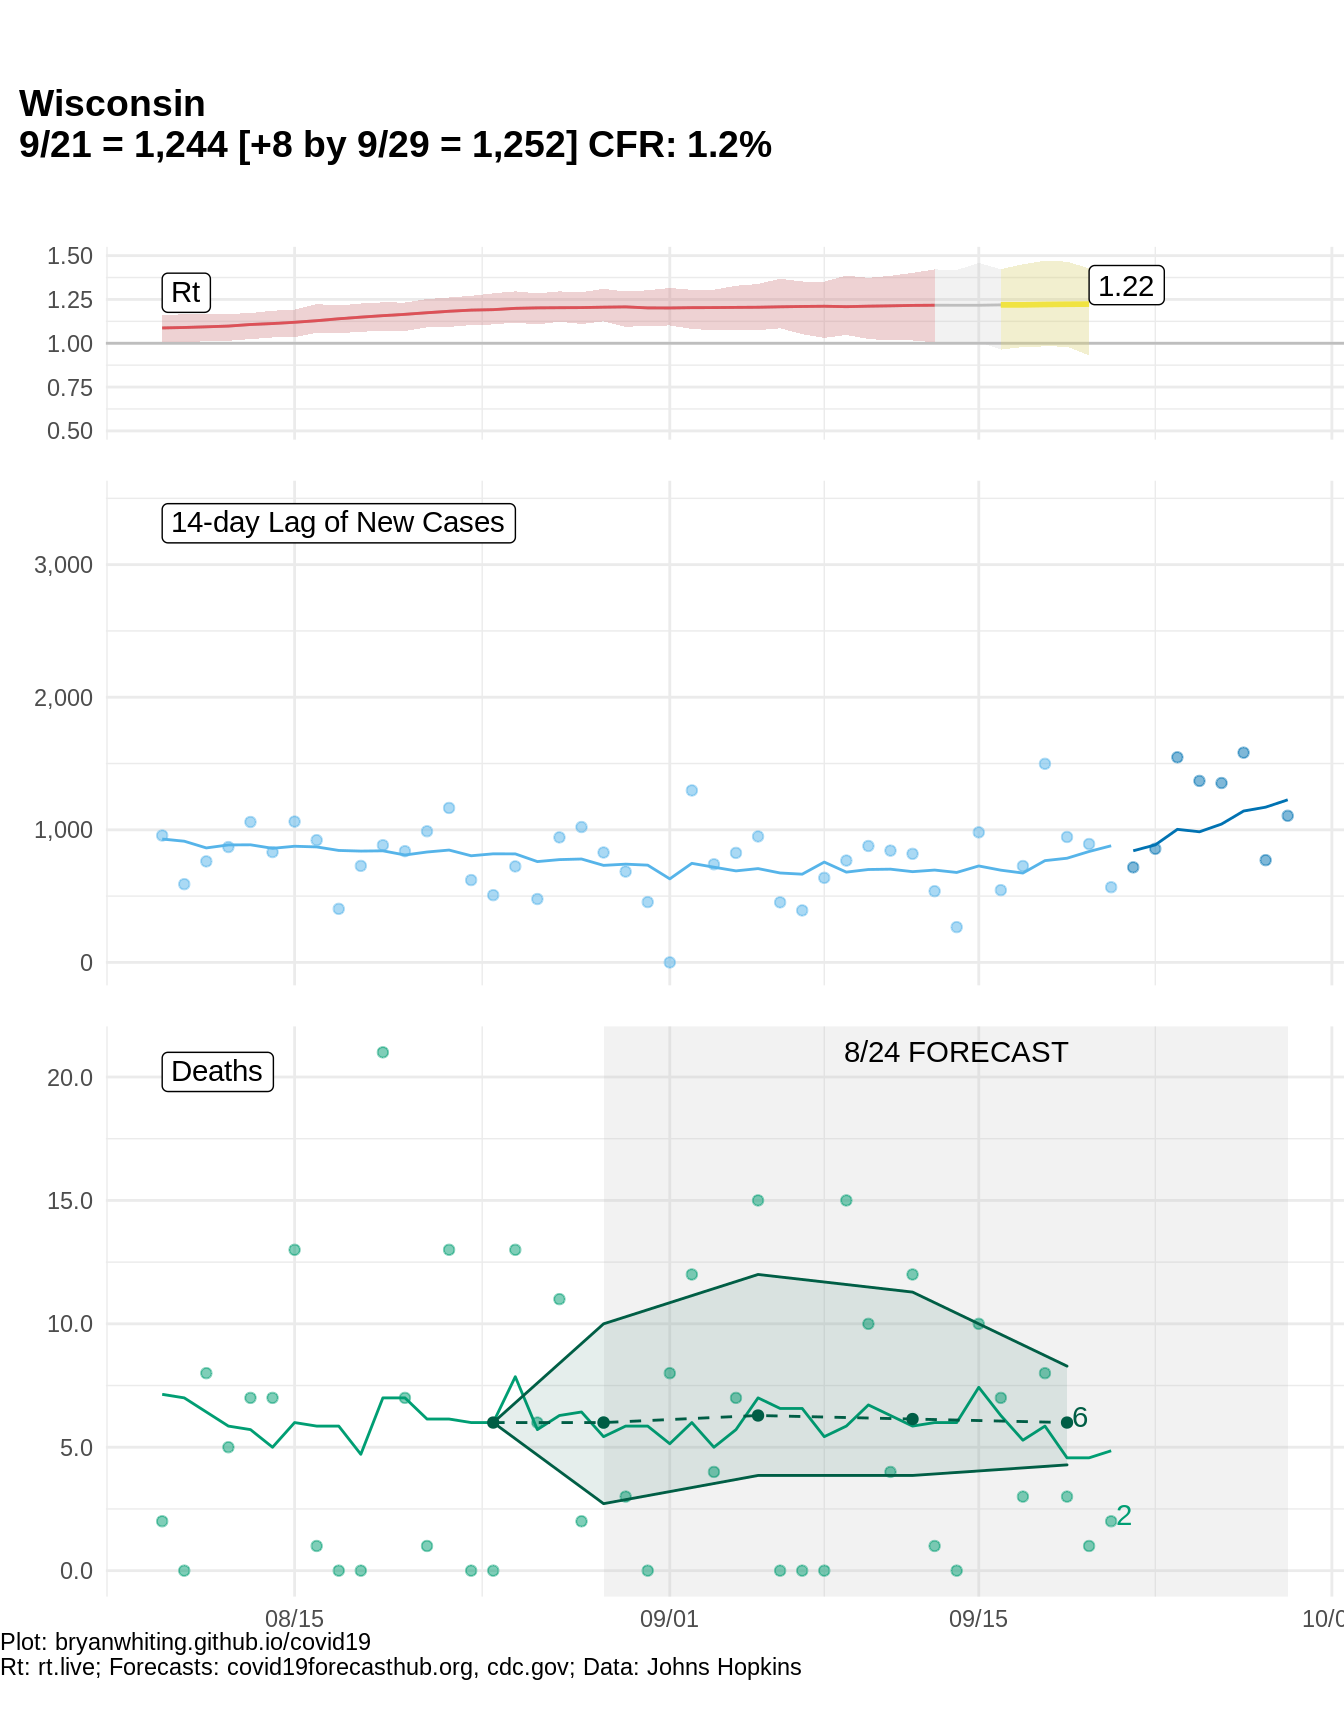 Wisconsin
9/21 = 1,244 [+8 by 9/29 = 1,252] CFR: 1.2%
1.50
1.25
1.00
0.75
0.50
Rt
1.22
14-day Lag of New Cases
3,000
2,000
1,000
0
8/24 FORECAST
Deaths
20.0
15.0
10.0
5.0
0.0
6
2
08/15
09/01
09/15
10/0
Plot: bryanwhiting.github.io/covid19
Rt: rt.live; Forecasts: covid19forecasthub.org, cdc.gov; Data: Johns Hopkins